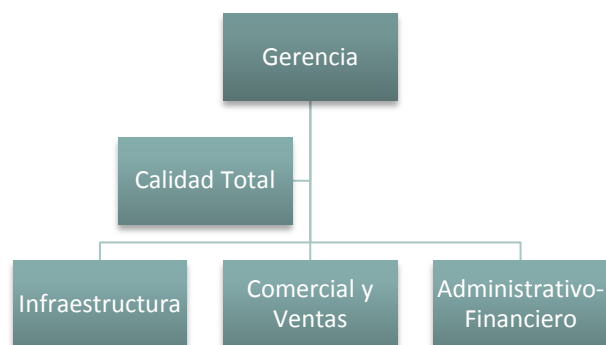 Gerencia
Calidad Total
Infraestructura
Comercial y
Ventas
Administrativo-
Financiero